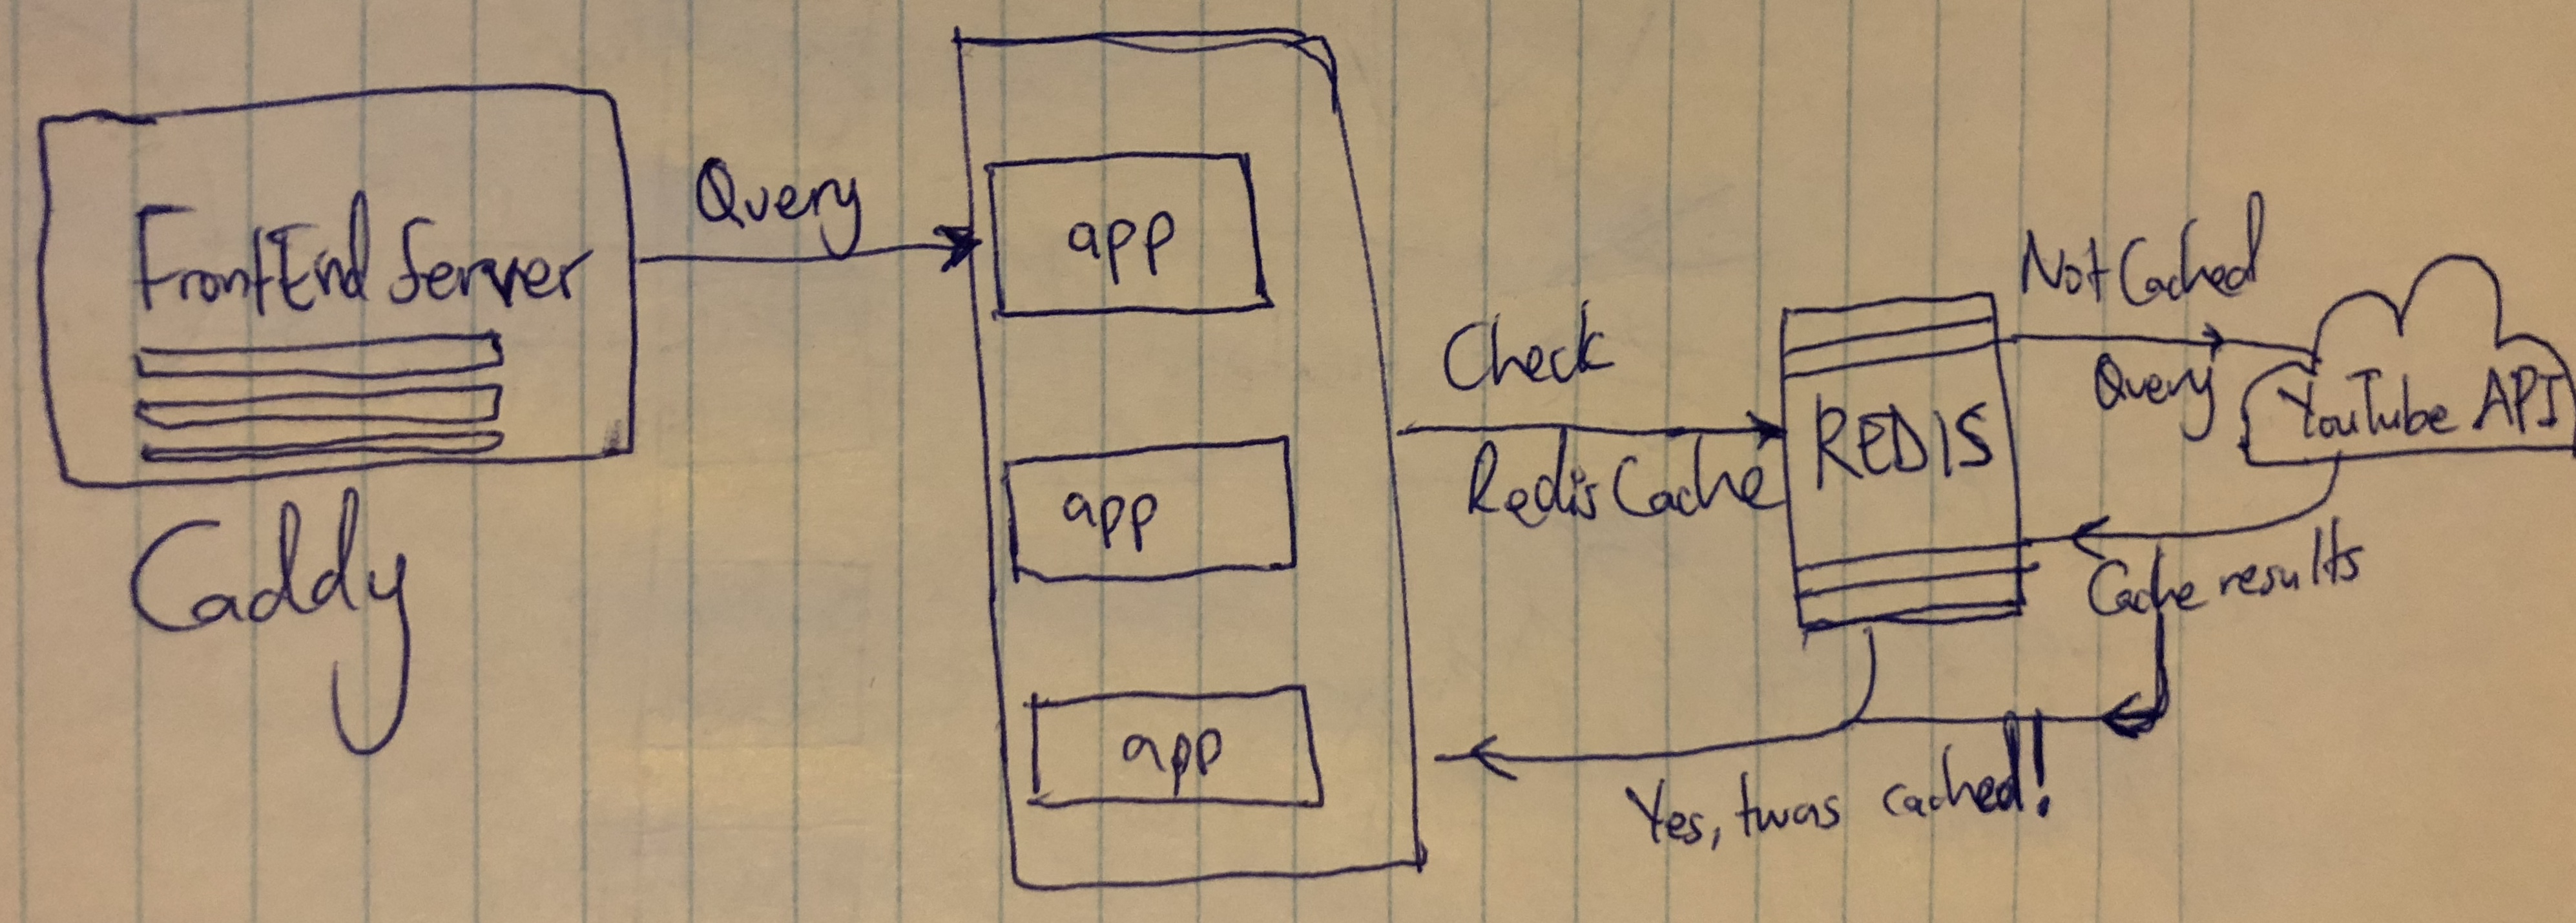 FrontEnd Server
Caddy
Query
app
app
app
Check
Redis Cache
REDIS
Not Cached
Query
YouTube API
Cache results
Yes, twas cached!